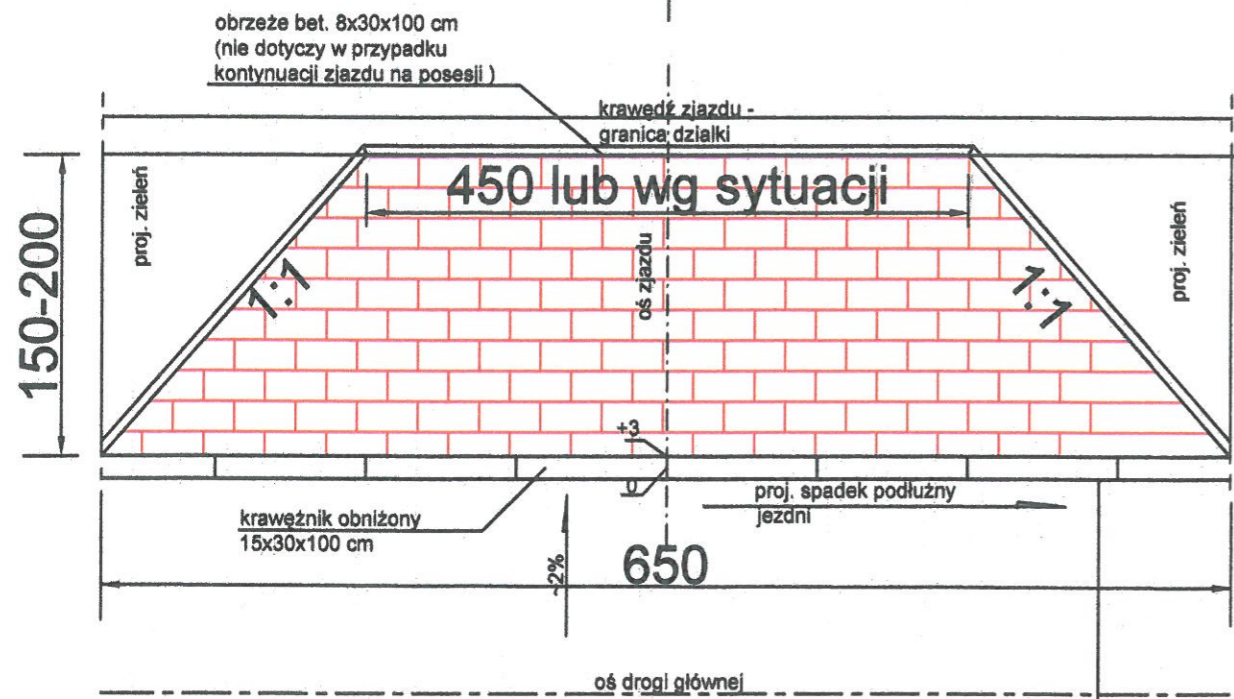 obrzeże bet. 8x30x100 cm
(nie dotyczy w przypadku
kontynuacji zjazdu na posesji )
krawędź zjazdu -
granica działki
450 lub wg sytuacji
proj. zieleń
proj. zieleń
150-200
1:1
1:1
oś zjazdu
+3
0
krawężnik obniżony
15x30x100 cm
proj. spadek podłużny
jezdni
~2%
650
oś drogi głównej